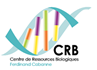 CRB
Centre de Ressources Biologiques
Ferdinand Cabanne